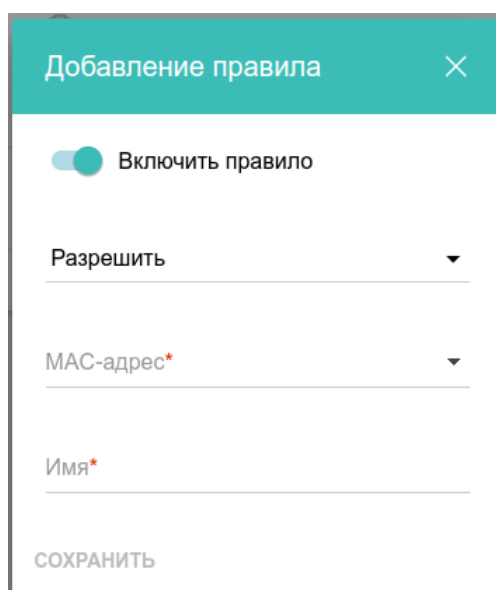 Добавление правила
Включить правило
Разрешить
MAC-адрес*
Имя*
СОХРАНИТЬ